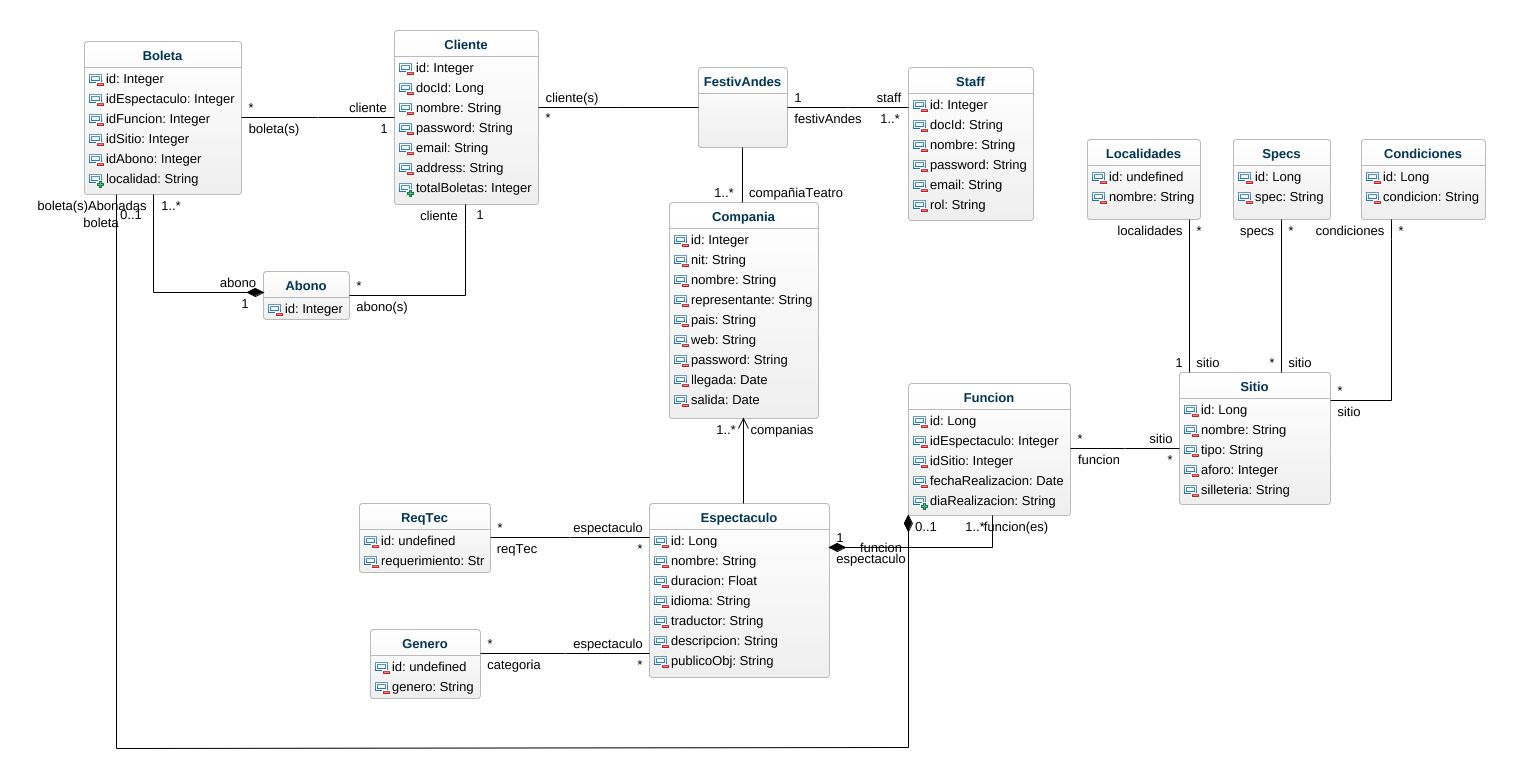 Boleta
id: Integer
idEspectaculo: Integer
idFuncion: Integer
idSitio: Integer
idAbono: Integer
localidad: String
*
boleta(s)
cliente
1
Cliente
id: Integer
docId: Long
nombre: String
password: String
email: String
address: String
totalBoletas: Integer
cliente(s)
*
FestivAndes
1
festivAndes
staff
1..*
Staff
id: Integer
docId: String
nombre: String
password: String
email: String
rol: String
Localidades
id: undefined
nombre: String
Specs
id: Long
spec: String
Condiciones
id: Long
condicion: String
boleta(s)Abonadas
1..*
0..1
boleta
cliente
1
1..*
compañiaTeatro
localidades
*
specs
*
condiciones
*
abono
1
Abono
id: Integer
*
abono(s)
Compania
id: Integer
nit: String
nombre: String
representante: String
pais: String
web: String
password: String
llegada: Date
salida: Date
1..*
companias
1
sitio
*
sitio
*
sitio
Funcion
id: Long
idEspectaculo: Integer
idSitio: Integer
fechaRealizacion: Date
diaRealizacion: String
*
funcion
sitio
*
Sitio
id: Long
nombre: String
tipo: String
aforo: Integer
silleteria: String
0..1
1..*
funcion(es)
ReqTec
id: undefined
requerimiento: Str
*
reqTec
espectaculo
*
Espectaculo
id: Long
nombre: String
duracion: Float
idioma: String
traductor: String
descripcion: String
publicoObj: String
1
funcion
espectaculo
Genero
id: undefined
genero: String
*
categoria
espectaculo
*